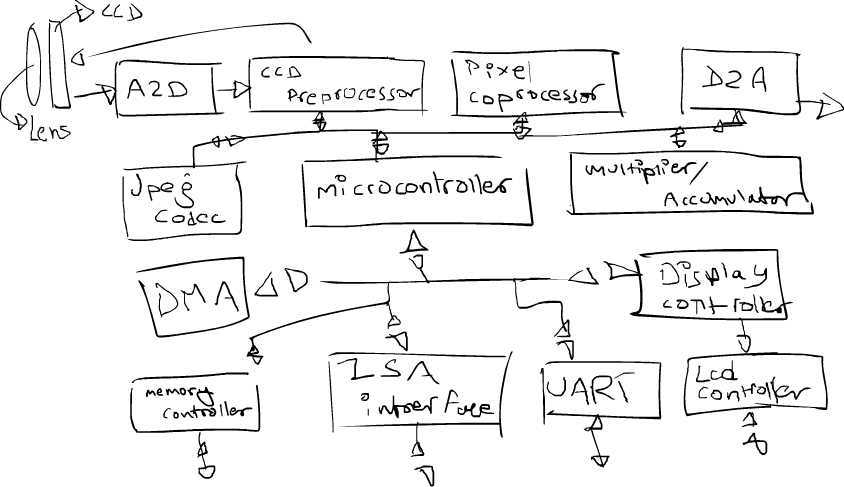 CCD
Lens
A2D
CCD
Preprocessor
Pixel
coprocessor
D2A
Jpeg
codec
microcontroller
multiplier/
Accumulator
DMA
Display
controller
memory
controller
ISA
interface
UART
Lcd
controller